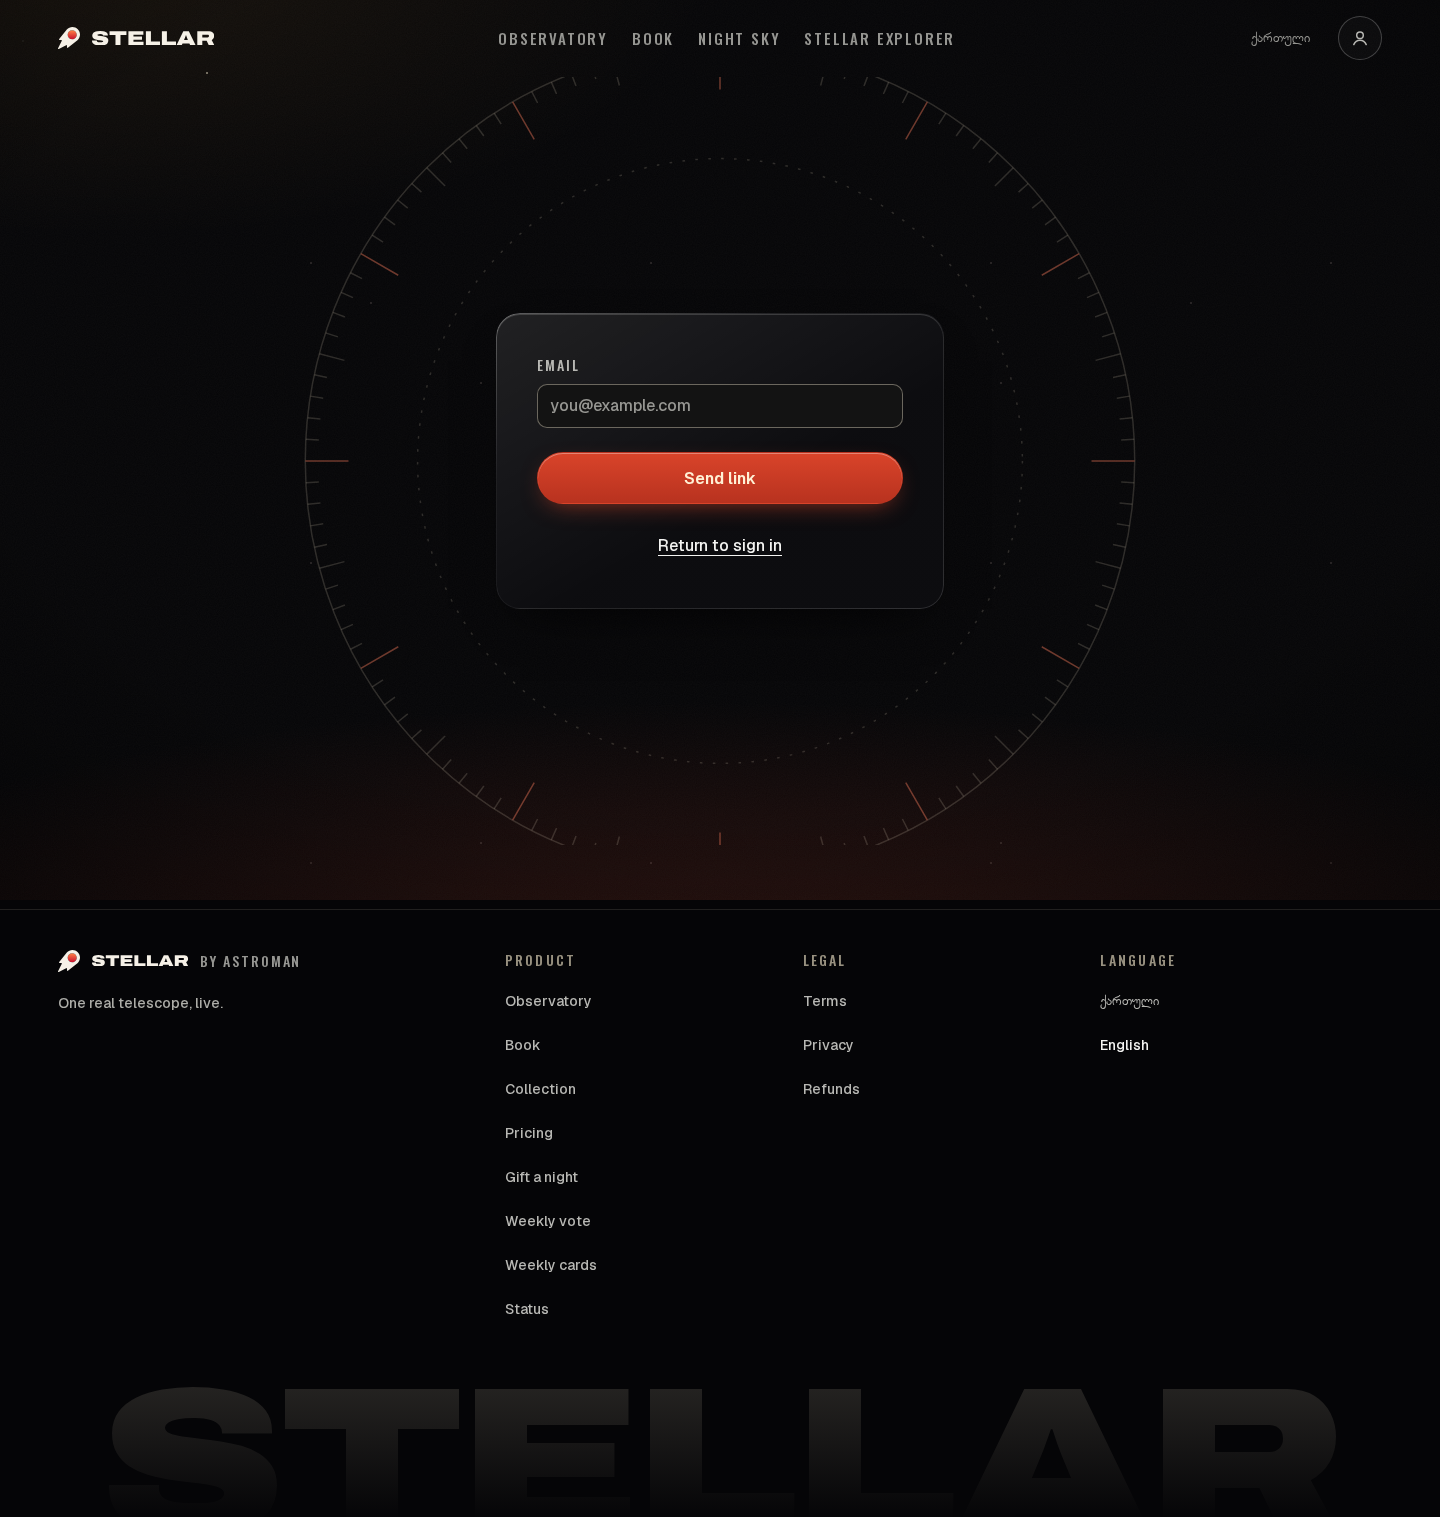 STELLAR
OBSERVATORY BOOK NIGHT SKY STELLAR EXPLORER
ქართული
EMAIL
you@example.com
Send link
Return to sign in
STELLAR BY ASTROMAN
One real telescope, live.
PRODUCT
Observatory
Book
Collection
Pricing
Gift a night
Weekly vote
Weekly cards
Status
LEGAL
Terms
Privacy
Refunds
LANGUAGE
ქართული
English
STELLAR